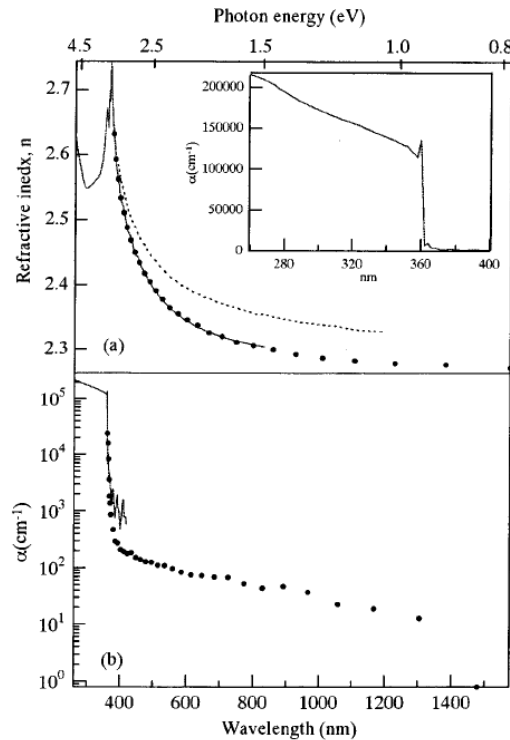 Photon energy (eV)
4.5 2.5 1.5 1.0 0.8
2.7
2.6
2.5
2.4
2.3
Refractive inedx, n
(a)
200000
150000
100000
50000
0
α(cm⁻¹)
280 320 360 400
nm
10⁵
10⁴
10³
10²
10¹
10⁰
α(cm⁻¹)
(b)
400 600 800 1000 1200 1400
Wavelength (nm)